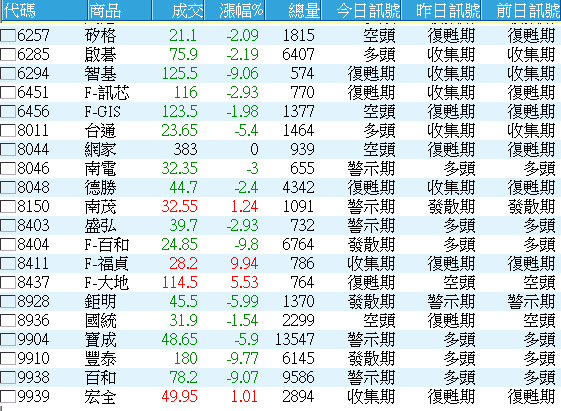 代碼 商品 成交 漲幅% 總量 今日訊號 昨日訊號 前日訊號
6257 矽格 21.1 -2.09 1815 空頭 復甦期 復甦期
6285 啟碁 75.9 -2.19 6407 多頭 收集期 收集期
6294 智基 125.5 -9.06 574 復甦期 收集期 收集期
6451 F-訊芯 116 -2.93 770 復甦期 復甦期 收集期
6456 F-GIS 123.5 -1.98 1377 空頭 復甦期 復甦期
8011 台通 23.65 -5.4 1464 多頭 收集期 收集期
8044 網家 383 0 939 空頭 復甦期 復甦期
8046 南電 32.35 -3 655 警示期 多頭 多頭
8048 德勝 44.7 -2.4 4342 復甦期 收集期 復甦期
8150 南茂 32.55 1.24 1091 警示期 發散期 發散期
8403 盛弘 39.7 -2.93 732 警示期 多頭 多頭
8404 F-百和 24.85 -9.8 6764 發散期 多頭 多頭
8411 F-福貞 28.2 9.94 786 收集期 復甦期 復甦期
8437 F-大地 114.5 5.53 764 復甦期 空頭 空頭
8928 鉅明 45.5 -5.99 1370 發散期 警示期 警示期
8936 國統 31.9 -1.54 2299 空頭 復甦期 空頭
9904 寶成 48.65 -5.9 13547 警示期 多頭 多頭
9910 豐泰 180 -9.77 6145 發散期 多頭 多頭
9938 百和 78.2 -9.07 9586 警示期 多頭 多頭
9939 宏全 49.95 1.01 2894 收集期 復甦期 復甦期